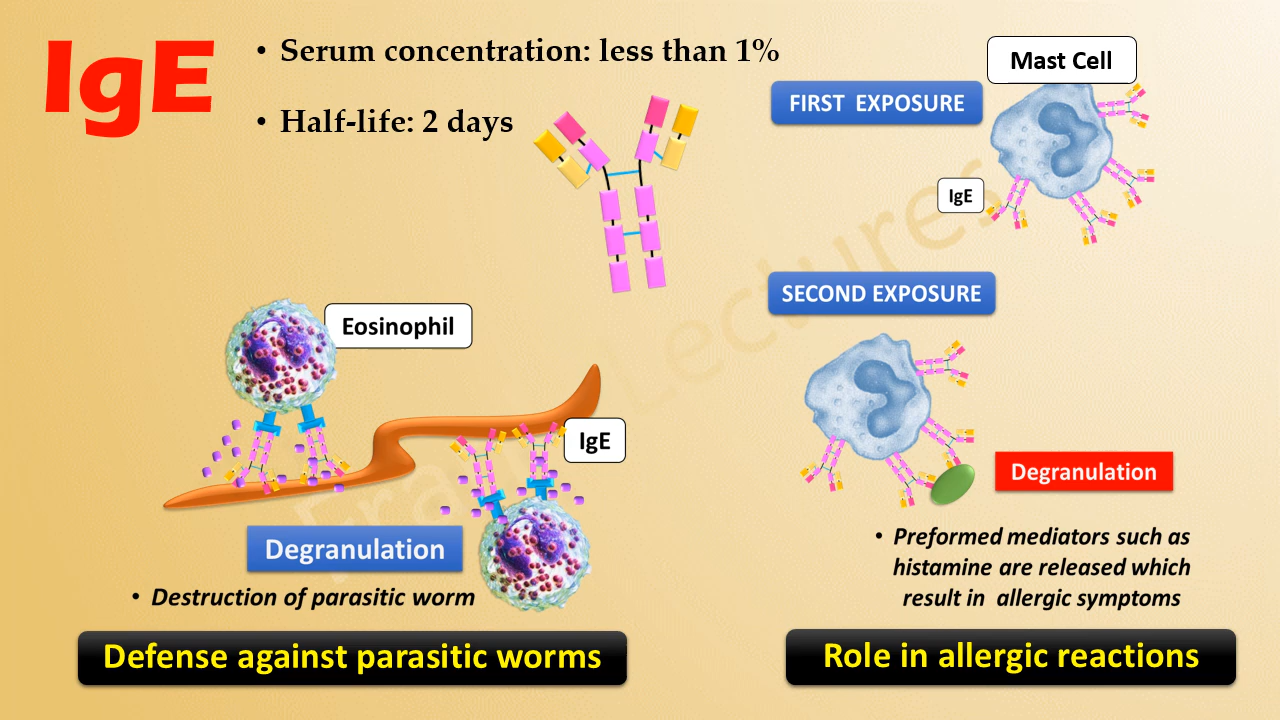 IgE
• Serum concentration: less than 1%
• Half-life: 2 days
Mast Cell
FIRST EXPOSURE
IgE
SECOND EXPOSURE
Eosinophil
IgE
Degranulation
• Destruction of parasitic worm
Defense against parasitic worms
Degranulation
• Preformed mediators such as
histamine are released which
result in allergic symptoms
Role in allergic reactions
Lectures